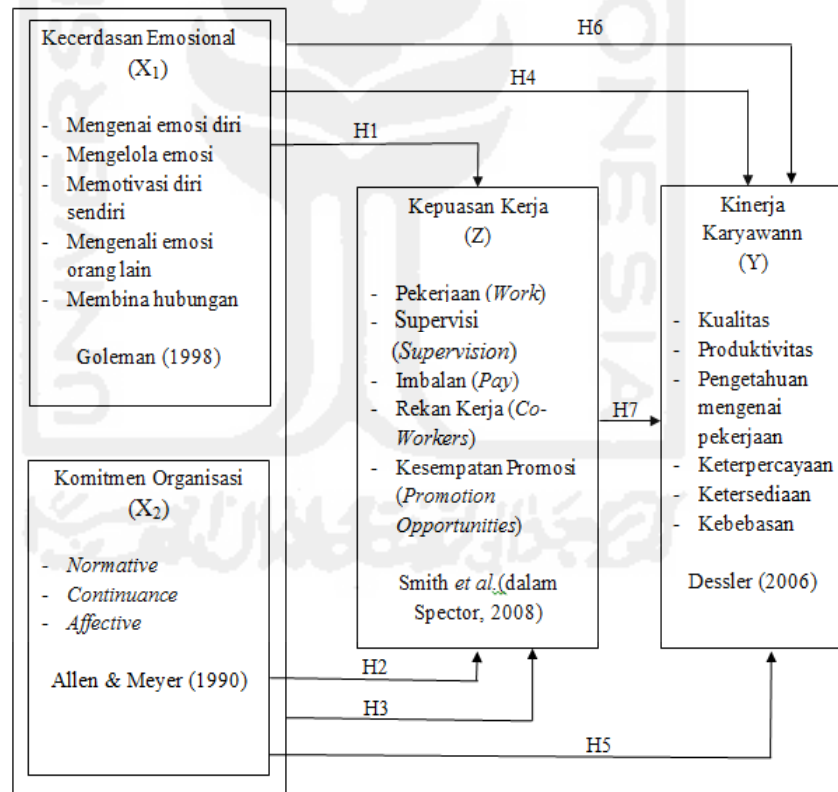 UNIVERSI
ONESIA
H6
H4
H1
Kecerdasan Emosional
(X₁)
- Mengenai emosi diri
- Mengelola emosi
- Memotivasi diri
sendiri
- Mengenali emosi
orang lain
- Membina hubungan
Goleman (1998)
Komitmen Organisasi
(X₂)
- Normative
- Continuance
- Affective
Allen & Meyer (1990)
Kepuasan Kerja
(Z)
- Pekerjaan (Work)
- Supervisi
(Supervision)
- Imbalan (Pay)
- Rekan Kerja (Co-
Workers)
- Kesempatan Promosi
(Promotion
Opportunities)
Smith et al.(dalam
Spector, 2008)
H7
Kinerja
Karyawann
(Y)
- Kualitas
- Produktivitas
- Pengetahuan
mengenai
pekerjaan
- Keterpercayaan
- Ketersediaan
- Kebebasan
Dessler (2006)
H2
H3
H5